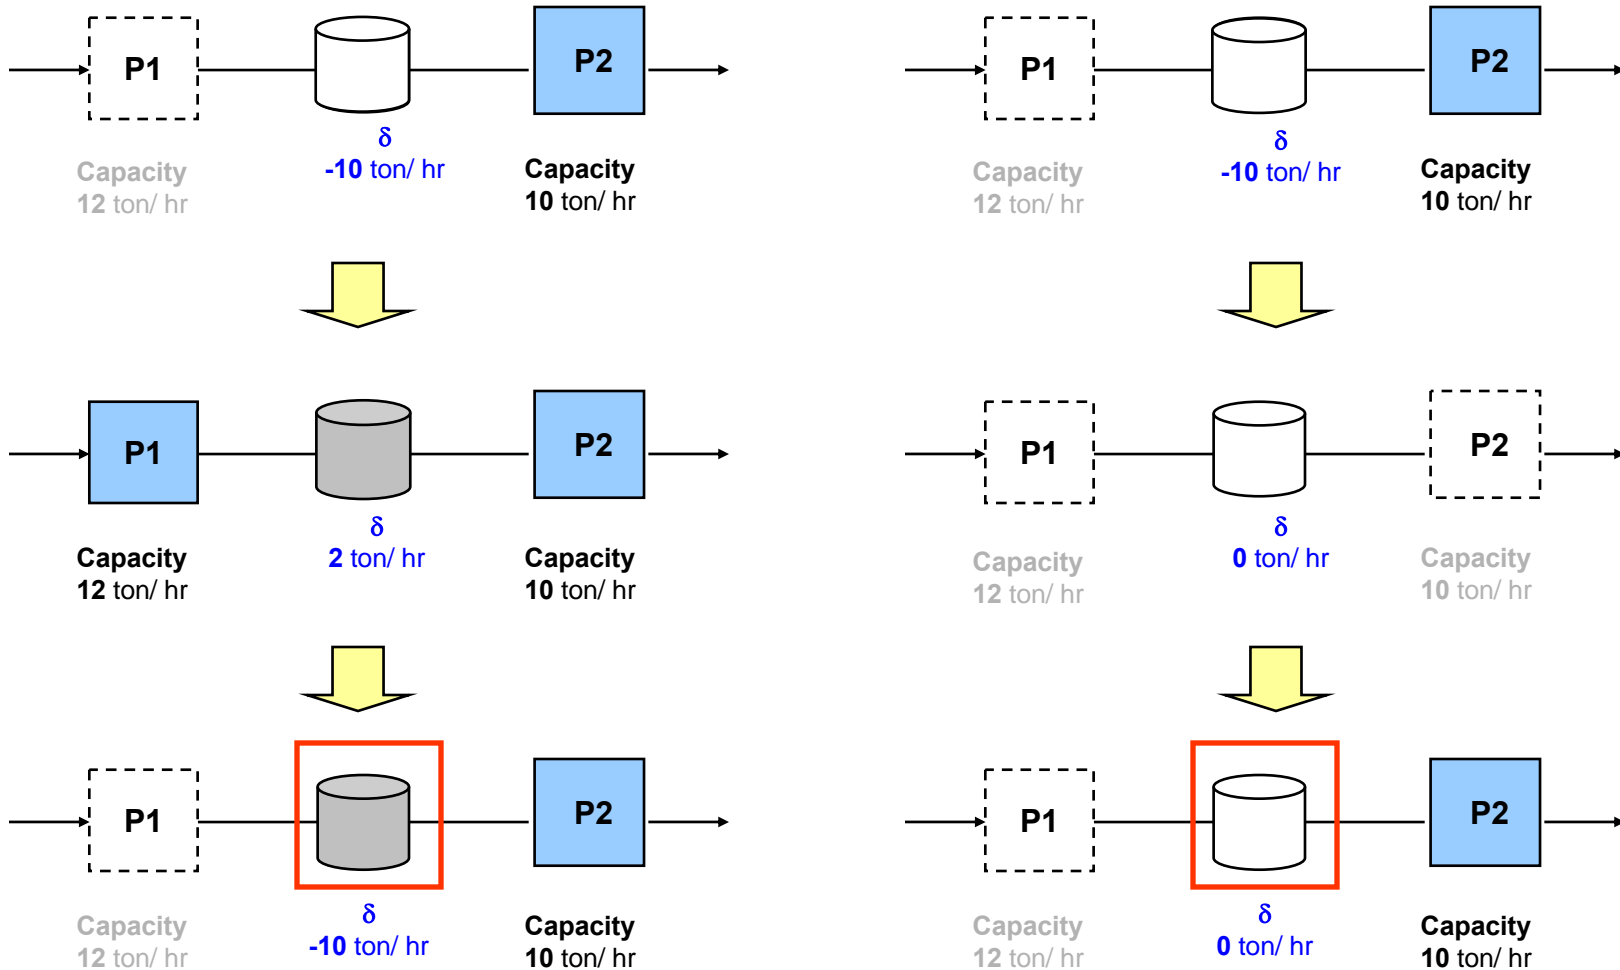 P1
P2
δ
-10 ton/ hr
Capacity
12 ton/ hr
Capacity
10 ton/ hr
P1
P2
δ
-10 ton/ hr
Capacity
12 ton/ hr
Capacity
10 ton/ hr
P1
P2
δ
2 ton/ hr
Capacity
12 ton/ hr
Capacity
10 ton/ hr
P1
P2
δ
0 ton/ hr
Capacity
12 ton/ hr
Capacity
10 ton/ hr
P1
P2
δ
-10 ton/ hr
Capacity
12 ton/ hr
Capacity
10 ton/ hr
P1
P2
δ
0 ton/ hr
Capacity
12 ton/ hr
Capacity
10 ton/ hr